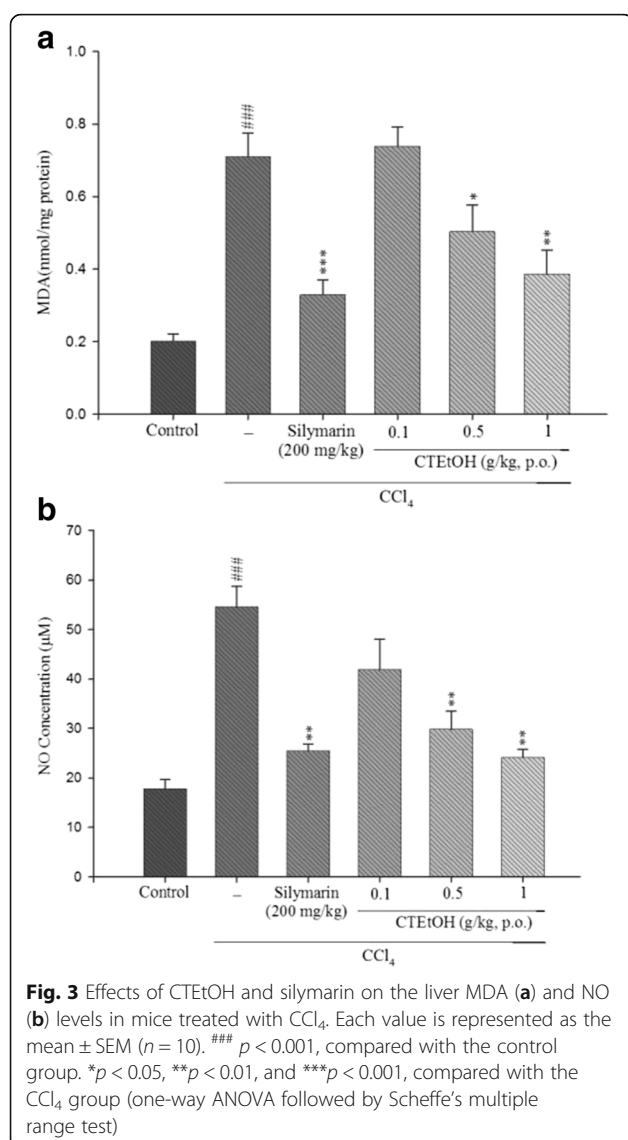 a
1.0
###
0.8
*
0.6
MDA(nmol/mg protein)
**
***
0.4
0.2
0.0
Control – Silymarin 0.1 0.5 1
(200 mg/kg) CTEtOH (g/kg, p.o.)
CCl₄
b
70
###
60
50
NO Concentration (µM)
40
**
30
**
**
20
10
0
Control – Silymarin 0.1 0.5 1
(200 mg/kg) CTEtOH (g/kg, p.o.)
CCl₄
Fig. 3 Effects of CTEtOH and silymarin on the liver MDA (a) and NO
(b) levels in mice treated with CCl₄. Each value is represented as the
mean ± SEM (n = 10). ### p < 0.001, compared with the control
group. *p < 0.05, **p < 0.01, and ***p < 0.001, compared with the
CCl₄ group (one-way ANOVA followed by Scheffe's multiple
range test)